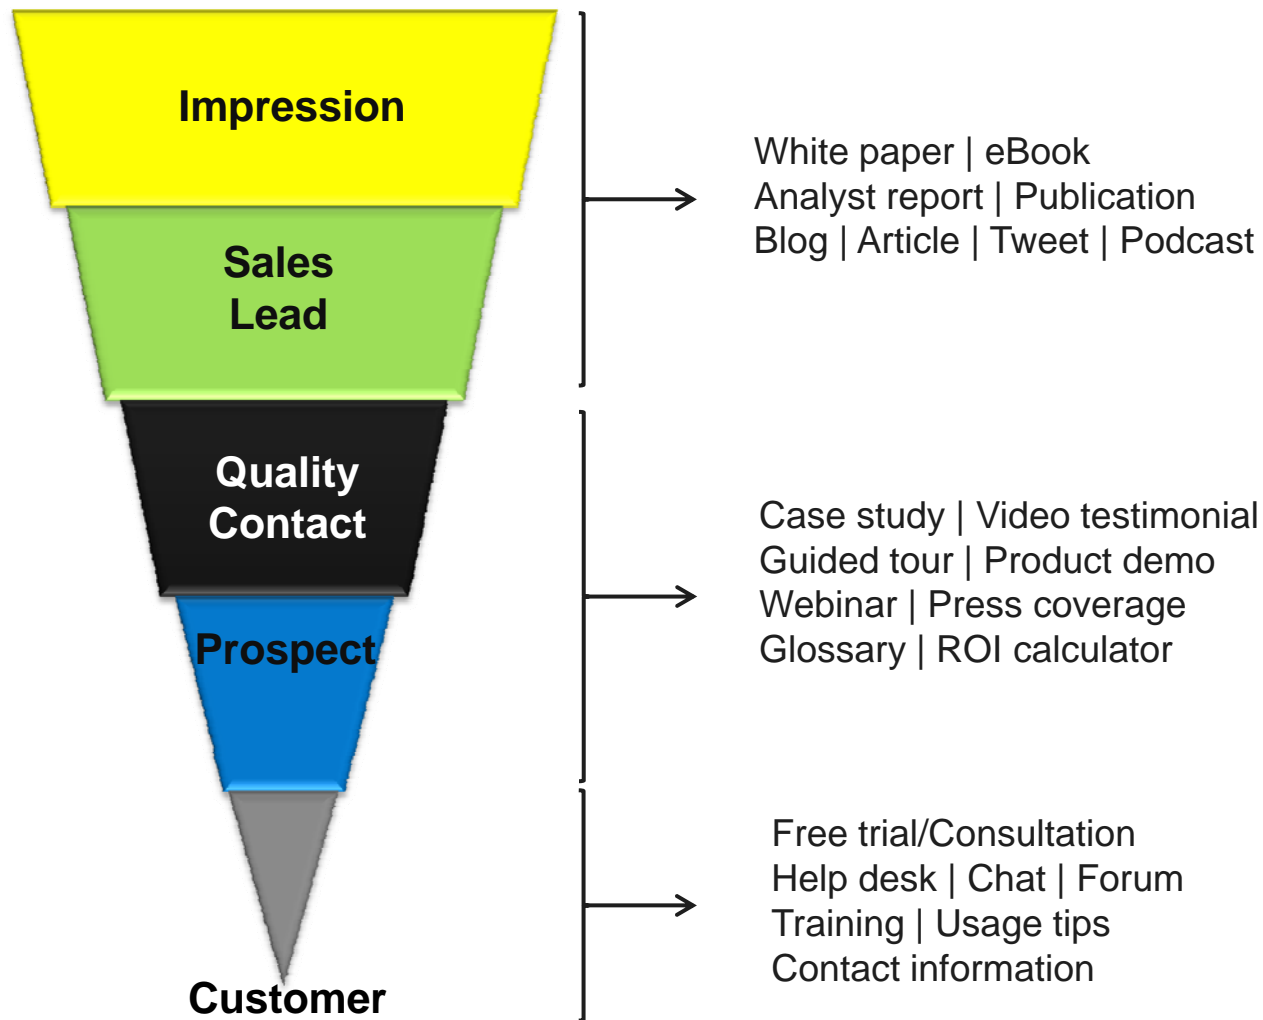 Impression
Sales
Lead
Quality
Contact
Prospect
Customer
White paper | eBook
Analyst report | Publication
Blog | Article | Tweet | Podcast
Case study | Video testimonial
Guided tour | Product demo
Webinar | Press coverage
Glossary | ROI calculator
Free trial/Consultation
Help desk | Chat | Forum
Training | Usage tips
Contact information